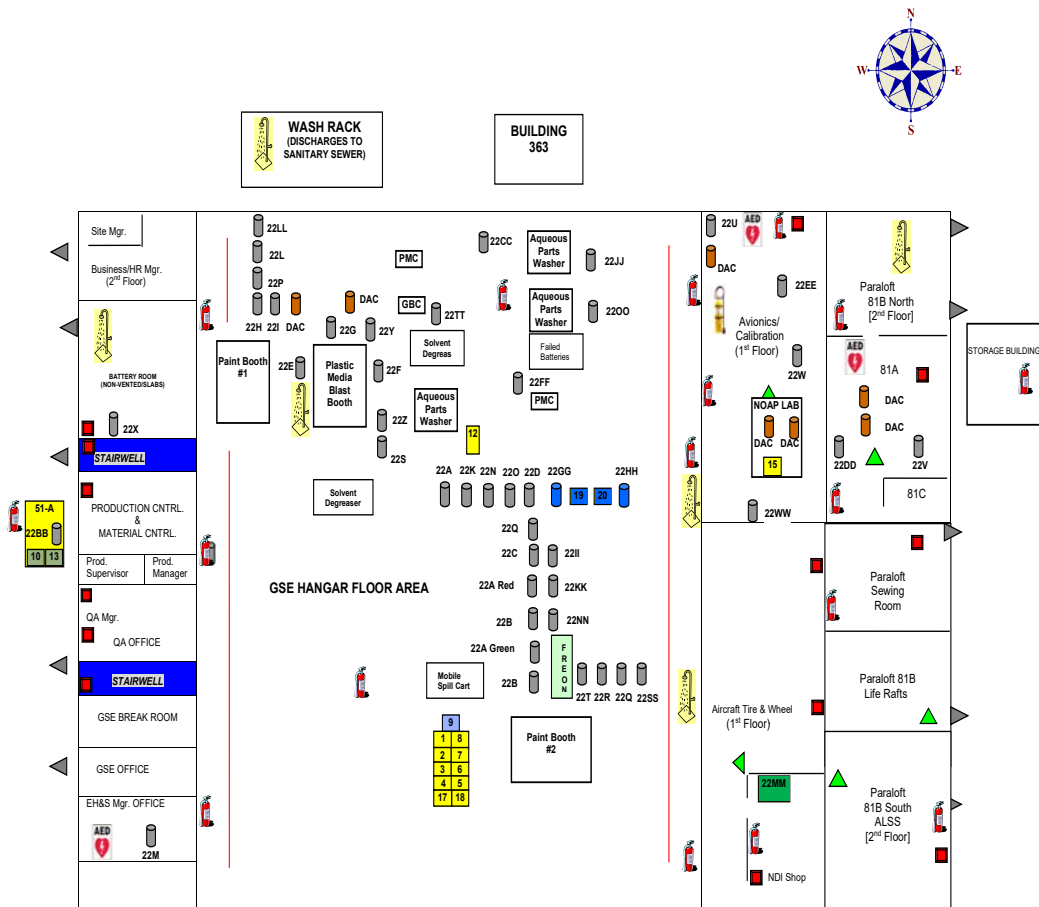 N
W
E
S
WASH RACK
(DISCHARGES TO
SANITARY SEWER)
BUILDING
363
Site Mgr.
Business/HR Mgr.
(2nd Floor)
BATTERY ROOM
(NON-VENTED/SLABS)
22X
STAIRWELL
51-A
22BB
10
13
PRODUCTION CNTRL.
&
MATERIAL CNTRL.
Prod.
Supervisor
Prod.
Manager
QA Mgr.
QA OFFICE
STAIRWELL
GSE BREAK ROOM
GSE OFFICE
EH&S Mgr. OFFICE
AED
22M
22LL
22L
22P
22H
22I
DAC
DAC
22G
22Y
Paint Booth
#1
22E
Plastic
Media
Blast
Booth
22F
22Z
22S
PMC
GBC
22TT
Solvent
Degreas
Aqueous
Parts
Washer
12
22CC
Aqueous
Parts
Washer
22JJ
Aqueous
Parts
Washer
22OO
Failed
Batteries
22FF
PMC
Solvent
Degreaser
22A
22K
22N
22O
22D
22GG
19
20
22HH
22Q
22C
22II
22A Red
22KK
22B
22NN
22A Green
22B
F
R
E
O
N
22T
22R
22Q
22SS
GSE HANGAR FLOOR AREA
Mobile
Spill Cart
9
1
8
2
7
3
6
4
5
17
18
Paint Booth
#2
22U
AED
DAC
22EE
Avionics/
Calibration
(1st Floor)
22W
NOAP LAB
DAC
DAC
15
22WW
Aircraft Tire & Wheel
(1st Floor)
22MM
NDI Shop
Paraloft
81B North
[2nd Floor]
AED
81A
DAC
DAC
22DD
22V
81C
Paraloft
Sewing
Room
Paraloft 81B
Life Rafts
Paraloft
81B South
ALSS
[2nd Floor]
STORAGE BUILDING